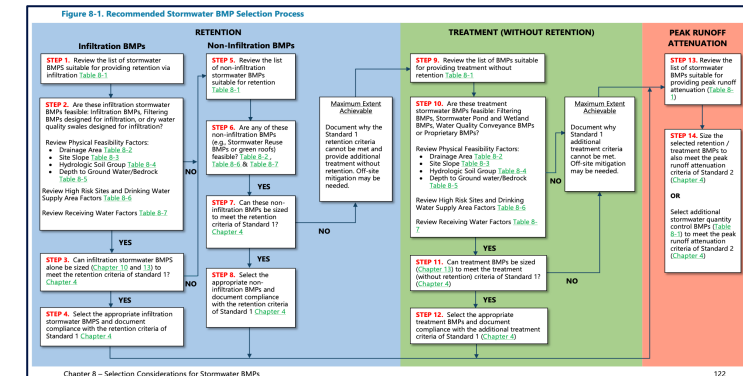 Figure 8-1. Recommended Stormwater BMP Selection Process
RETENTION
Infiltration BMPs
Non-Infiltration BMPs
STEP 1. Review the list of stormwater
BMPS suitable for providing retention via
infiltration Table 8-1
STEP 2. Are these infiltration stormwater
BMPs feasible: Infiltration BMPs, Filtering
BMPs designed for infiltration, or dry water
quality swales designed for infiltration?
Review Physical Feasibility Factors:
• Drainage Area Table 8-2
• Site Slope Table 8-3
• Hydrologic Soil Group Table 8-4
• Depth to Ground Water/Bedrock
Table 8-5
Review High Risk Sites and Drinking Water
Supply Area Factors Table 8-6
Review Receiving Water Factors Table 8-7
NO
YES
STEP 3. Can infiltration stormwater BMPS
alone be sized (Chapter 10 and 13) to
meet the retention criteria of standard 1?
Chapter 4
NO
YES
STEP 4. Select the appropriate infiltration
stormwater BMPS and document
compliance with the retention criteria of
Standard 1 Chapter 4
STEP 5. Review the list
of non-infiltration
stormwater BMPs
suitable for retention
Table 8-1
STEP 6. Are any of these
non-infiltration BMPs
(e.g., Stormwater Reuse
BMPs or green roofs)
feasible? Table 8-2 ,
Table 8-6 & Table 8-7
YES
STEP 7. Can these non-
infiltration BMPs be sized
to meet the retention
criteria of Standard 1?
Chapter 4
NO
YES
STEP 8. Select the
appropriate non-
infiltration BMPs and
document compliance
with the retention criteria
of Standard 1 Chapter 4
Maximum Extent
Achievable
Document why the
Standard 1
retention criteria
cannot be met and
provide additional
treatment without
retention. Off-site
mitigation may be
needed.
TREATMENT (WITHOUT RETENTION)
STEP 9. Review the list of BMPs suitable
for providing treatment without
retention Table 8-1
STEP 10. Are these treatment
stormwater BMPs feasible: Filtering
BMPs, Stormwater Pond and Wetland
BMPs, Water Quality Conveyance BMPs
or Proprietary BMPs?
Review Physical Feasibility Factors:
• Drainage Area Table 8-2
• Site Slope Table 8-3
• Hydrologic Soil Group Table 8-4
• Depth to Ground water/Bedrock
Table 8-5
Review High Risk Sites and Drinking
Water Supply Area Factors Table 8-6
Review Receiving Water Factors Table 8-
7
NO
YES
STEP 11. Can treatment BMPs be sized
(Chapter 13) to meet the treatment
(without retention) criteria of Standard 1?
(Chapter 4)
NO
YES
STEP 12. Select the appropriate
treatment BMPs and document
compliance with the additional treatment
criteria of Standard 1 (Chapter 4)
Maximum Extent
Achievable
Document why
Standard 1
additional
treatment criteria
cannot be met.
Off-site mitigation
may be needed.
PEAK RUNOFF
ATTENUATION
STEP 13. Review the
list of stormwater
BMPs suitable for
providing peak runoff
attenuation (Table 8-
1)
STEP 14. Size the
selected retention /
treatment BMPs to
also meet the peak
runoff attenuation
criteria of Standard 2
(Chapter 4)
OR
Select additional
stormwater quantity
control BMPs (Table
8-1) to meet the peak
runoff attenuation
criteria of Standard 2
(Chapter 4)
Chapter 8 – Selection Considerations for Stormwater BMPs
122